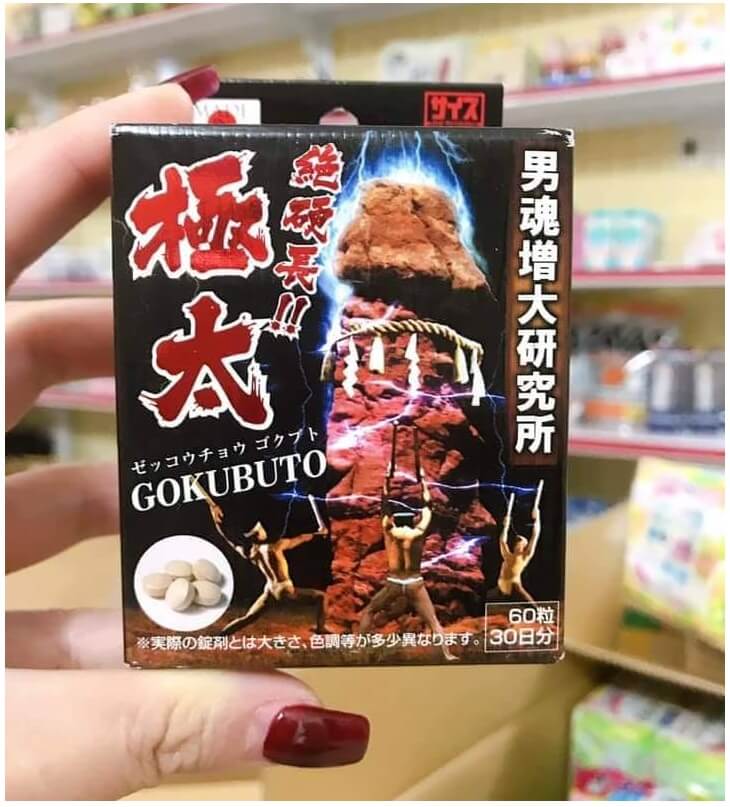 サイズ
男魂増大研究所
絶硬長!!
極太
ゼッコウチョウ ゴクブト
GOKUBUTO
60粒
30日分
※実際の錠剤とは大きさ、色調等が多少異なります。